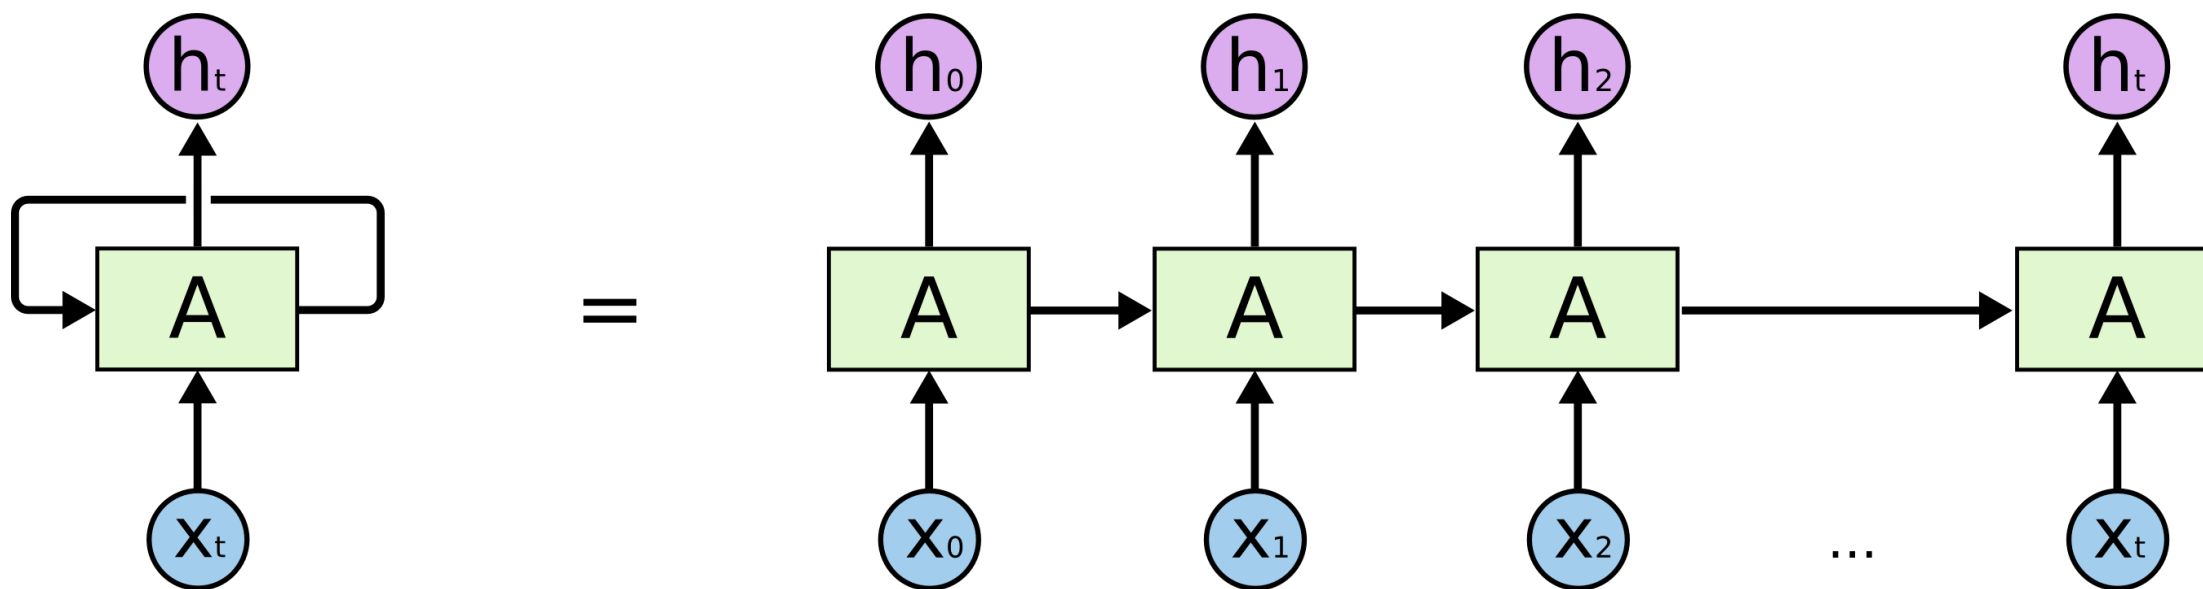 ht h0 h1 h2 ht
A = A A A A
xt x0 x1 x2 ... xt